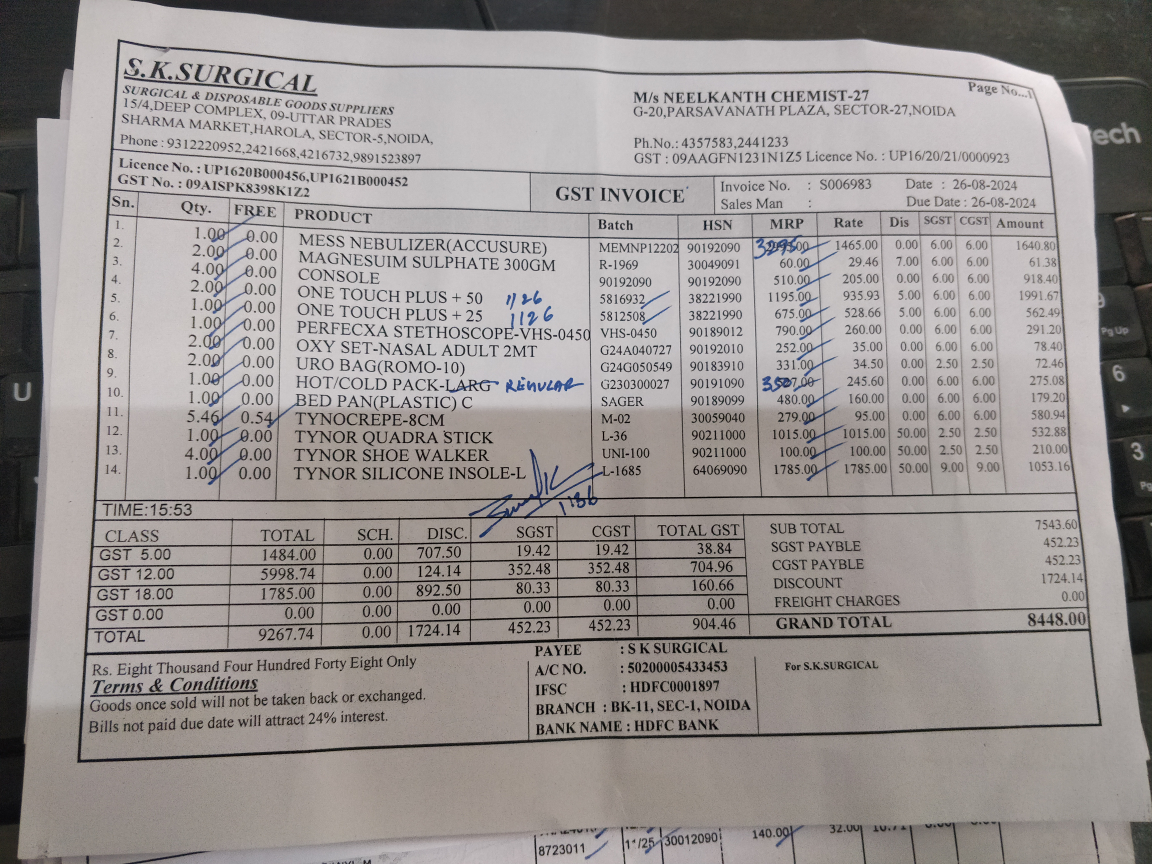 S.K.SURGICAL
SURGICAL & DISPOSABLE GOODS SUPPLIERS
15/4,DEEP COMPLEX, 09-UTTAR PRADES
SHARMA MARKET,HAROLA, SECTOR-5,NOIDA,
Phone : 9312220952,2421668,4216732,9891523897
Licence No. : UP1620B000456,UP1621B000452
GST No. : 09AISPK8398K1Z2
Page No...1
M/s NEELKANTH CHEMIST-27
G-20,PARSAVANATH PLAZA, SECTOR-27,NOIDA
Ph.No.: 4357583,2441233
GST : 09AAGFN1231N1Z5 Licence No. : UP16/20/21/0000923
GST INVOICE
Invoice No. : S006983 Date : 26-08-2024
Sales Man : Due Date : 26-08-2024
Sn. Qty. FREE PRODUCT Batch HSN MRP Rate Dis SGST CGST Amount
1. 1.00 0.00 MESS NEBULIZER(ACCUSURE) MEMNP12202 90192090 3295.00 1465.00 0.00 6.00 6.00 1640.80
2. 2.00 0.00 MAGNESUIM SULPHATE 300GM R-1969 30049091 60.00 29.46 7.00 6.00 6.00 61.38
3. 4.00 0.00 CONSOLE 90192090 90192090 510.00 205.00 0.00 6.00 6.00 918.40
4. 2.00 0.00 ONE TOUCH PLUS + 50 1/26 5816932 38221990 1195.00 935.93 5.00 6.00 6.00 1991.67
5. 1.00 0.00 ONE TOUCH PLUS + 25 1126 5812508 38221990 675.00 528.66 5.00 6.00 6.00 562.49
6. 1.00 0.00 PERFECXA STETHOSCOPE-VHS-0450 VHS-0450 90189012 790.00 260.00 0.00 6.00 6.00 291.20
7. 2.00 0.00 OXY SET-NASAL ADULT 2MT G24A040727 90192010 252.00 35.00 0.00 6.00 6.00 78.40
8. 2.00 0.00 URO BAG(ROMO-10) G24G050549 90183910 331.00 34.50 0.00 2.50 2.50 72.46
9. 1.00 0.00 HOT/COLD PACK-LARG REGULAR G230300027 90191090 3507.00 245.60 0.00 6.00 6.00 275.08
10. 1.00 0.00 BED PAN(PLASTIC) C SAGER 90189099 480.00 160.00 0.00 6.00 6.00 179.20
11. 5.46 0.54 TYNOCREPE-8CM M-02 30059040 279.00 95.00 0.00 6.00 6.00 580.94
12. 1.00 0.00 TYNOR QUADRA STICK L-36 90211000 1015.00 1015.00 50.00 2.50 2.50 532.88
13. 4.00 0.00 TYNOR SHOE WALKER UNI-100 90211000 100.00 100.00 50.00 2.50 2.50 210.00
14. 1.00 0.00 TYNOR SILICONE INSOLE-L L-1685 64069090 1785.00 1785.00 50.00 9.00 9.00 1053.16
TIME:15:53
CLASS TOTAL SCH. DISC. SGST CGST TOTAL GST
GST 5.00 1484.00 0.00 707.50 19.42 19.42 38.84
GST 12.00 5998.74 0.00 124.14 352.48 352.48 704.96
GST 18.00 1785.00 0.00 892.50 80.33 80.33 160.66
GST 0.00 0.00 0.00 0.00 0.00 0.00 0.00
TOTAL 9267.74 0.00 1724.14 452.23 452.23 904.46
SUB TOTAL 7543.60
SGST PAYBLE 452.23
CGST PAYBLE 452.23
DISCOUNT 1724.14
FREIGHT CHARGES 0.00
GRAND TOTAL 8448.00
Rs. Eight Thousand Four Hundred Forty Eight Only
Terms & Conditions
Goods once sold will not be taken back or exchanged.
Bills not paid due date will attract 24% interest.
PAYEE : S K SURGICAL
A/C NO. : 50200005433453
IFSC : HDFC0001897
BRANCH : BK-11, SEC-1, NOIDA
BANK NAME : HDFC BANK
For S.K.SURGICAL
8723011 11/25 30012090 140.00 32.00
ech
U
9
Pg Up
6
3